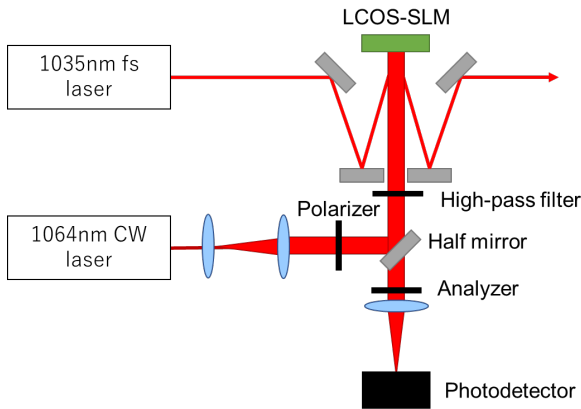 LCOS-SLM
1035nm fs
laser
High-pass filter
Polarizer
1064nm CW
laser
Half mirror
Analyzer
Photodetector